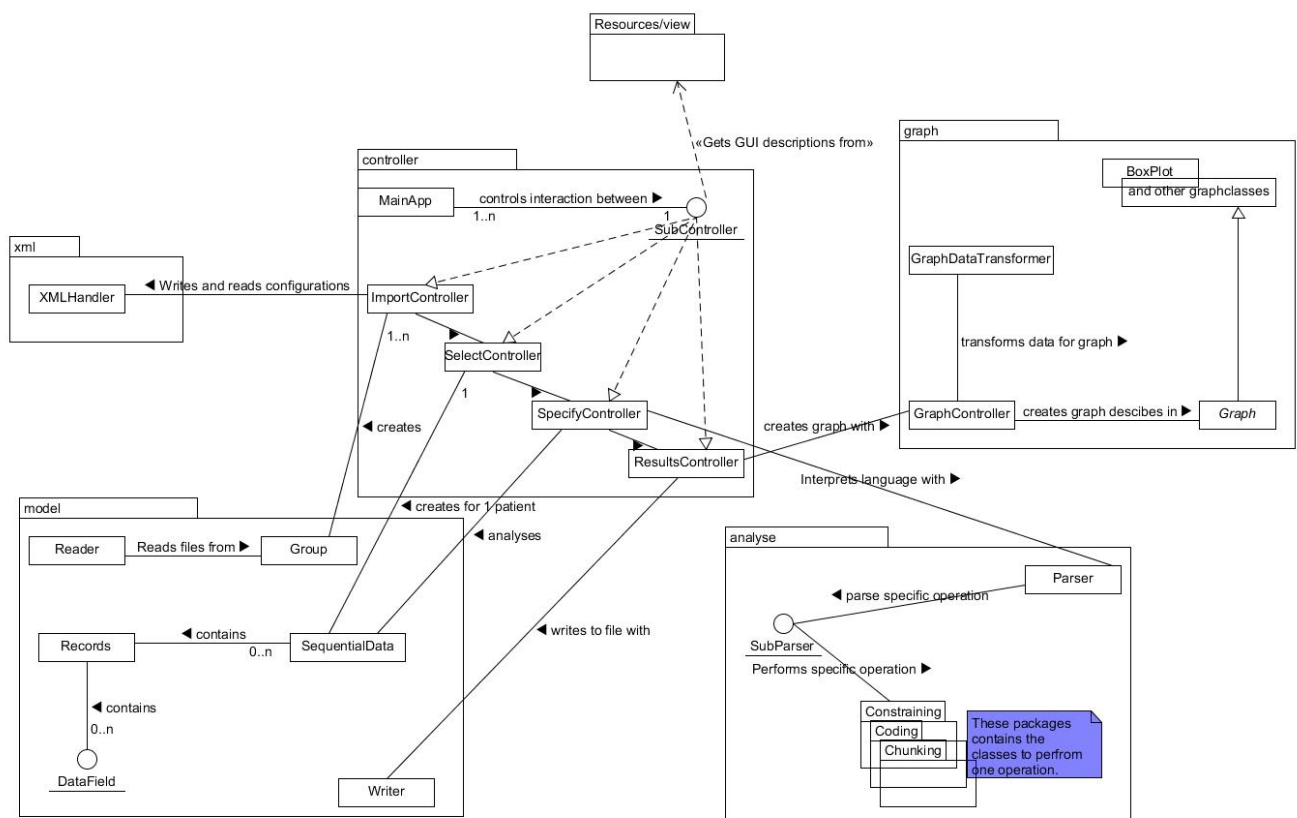 Resources/view
«Gets GUI descriptions from»
controller
MainApp
controls interaction between ▶
1..n
1
SubController
graph
BoxPlot
and other graphclasses
GraphDataTransformer
transforms data for graph ▶
GraphController
creates graph descibes in ▶
Graph
xml
XMLHandler
◀ Writes and reads configurations
ImportController
1..n
▶
SelectController
1
▶
SpecifyController
▶
ResultsController
creates graph with ▶
◀ creates
Interprets language with ▶
◀ creates for 1 patient
◀ analyses
model
Reader
Reads files from ▶
Group
Records
◀ contains
0..n
SequentialData
◀ contains
0..n
DataField
◀ writes to file with
Writer
analyse
Parser
◀ parse specific operation
SubParser
Performs specific operation ▶
Constraining
Coding
Chunking
These packages
contains the
classes to perfrom
one operation.